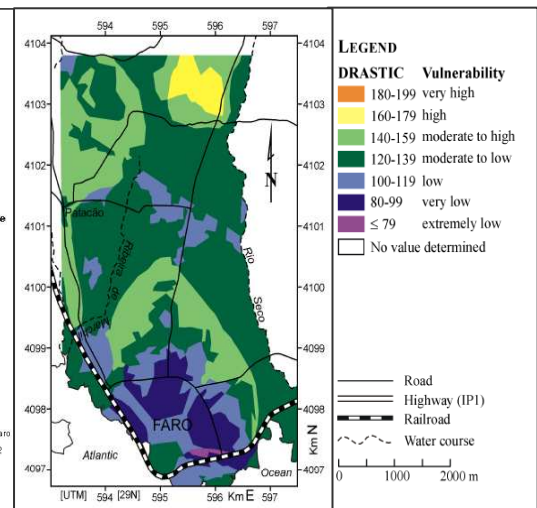 594 595 596 597
4104
4103
4102
4101
4100
4099
4098
4097
N
Patacão
Ribeira de Marchil
Rio Seco
FARO
Atlantic
Ocean
4104
4103
4102
4101
4100
4099
4098
4097
Km N
[UTM] 594 [29N] 595 596 Km E 597
e
aro
LEGEND
DRASTIC Vulnerability
180-199 very high
160-179 high
140-159 moderate to high
120-139 moderate to low
100-119 low
80-99 very low
≤ 79 extremely low
No value determined
Road
Highway (IP1)
Railroad
Water course
0 1000 2000 m